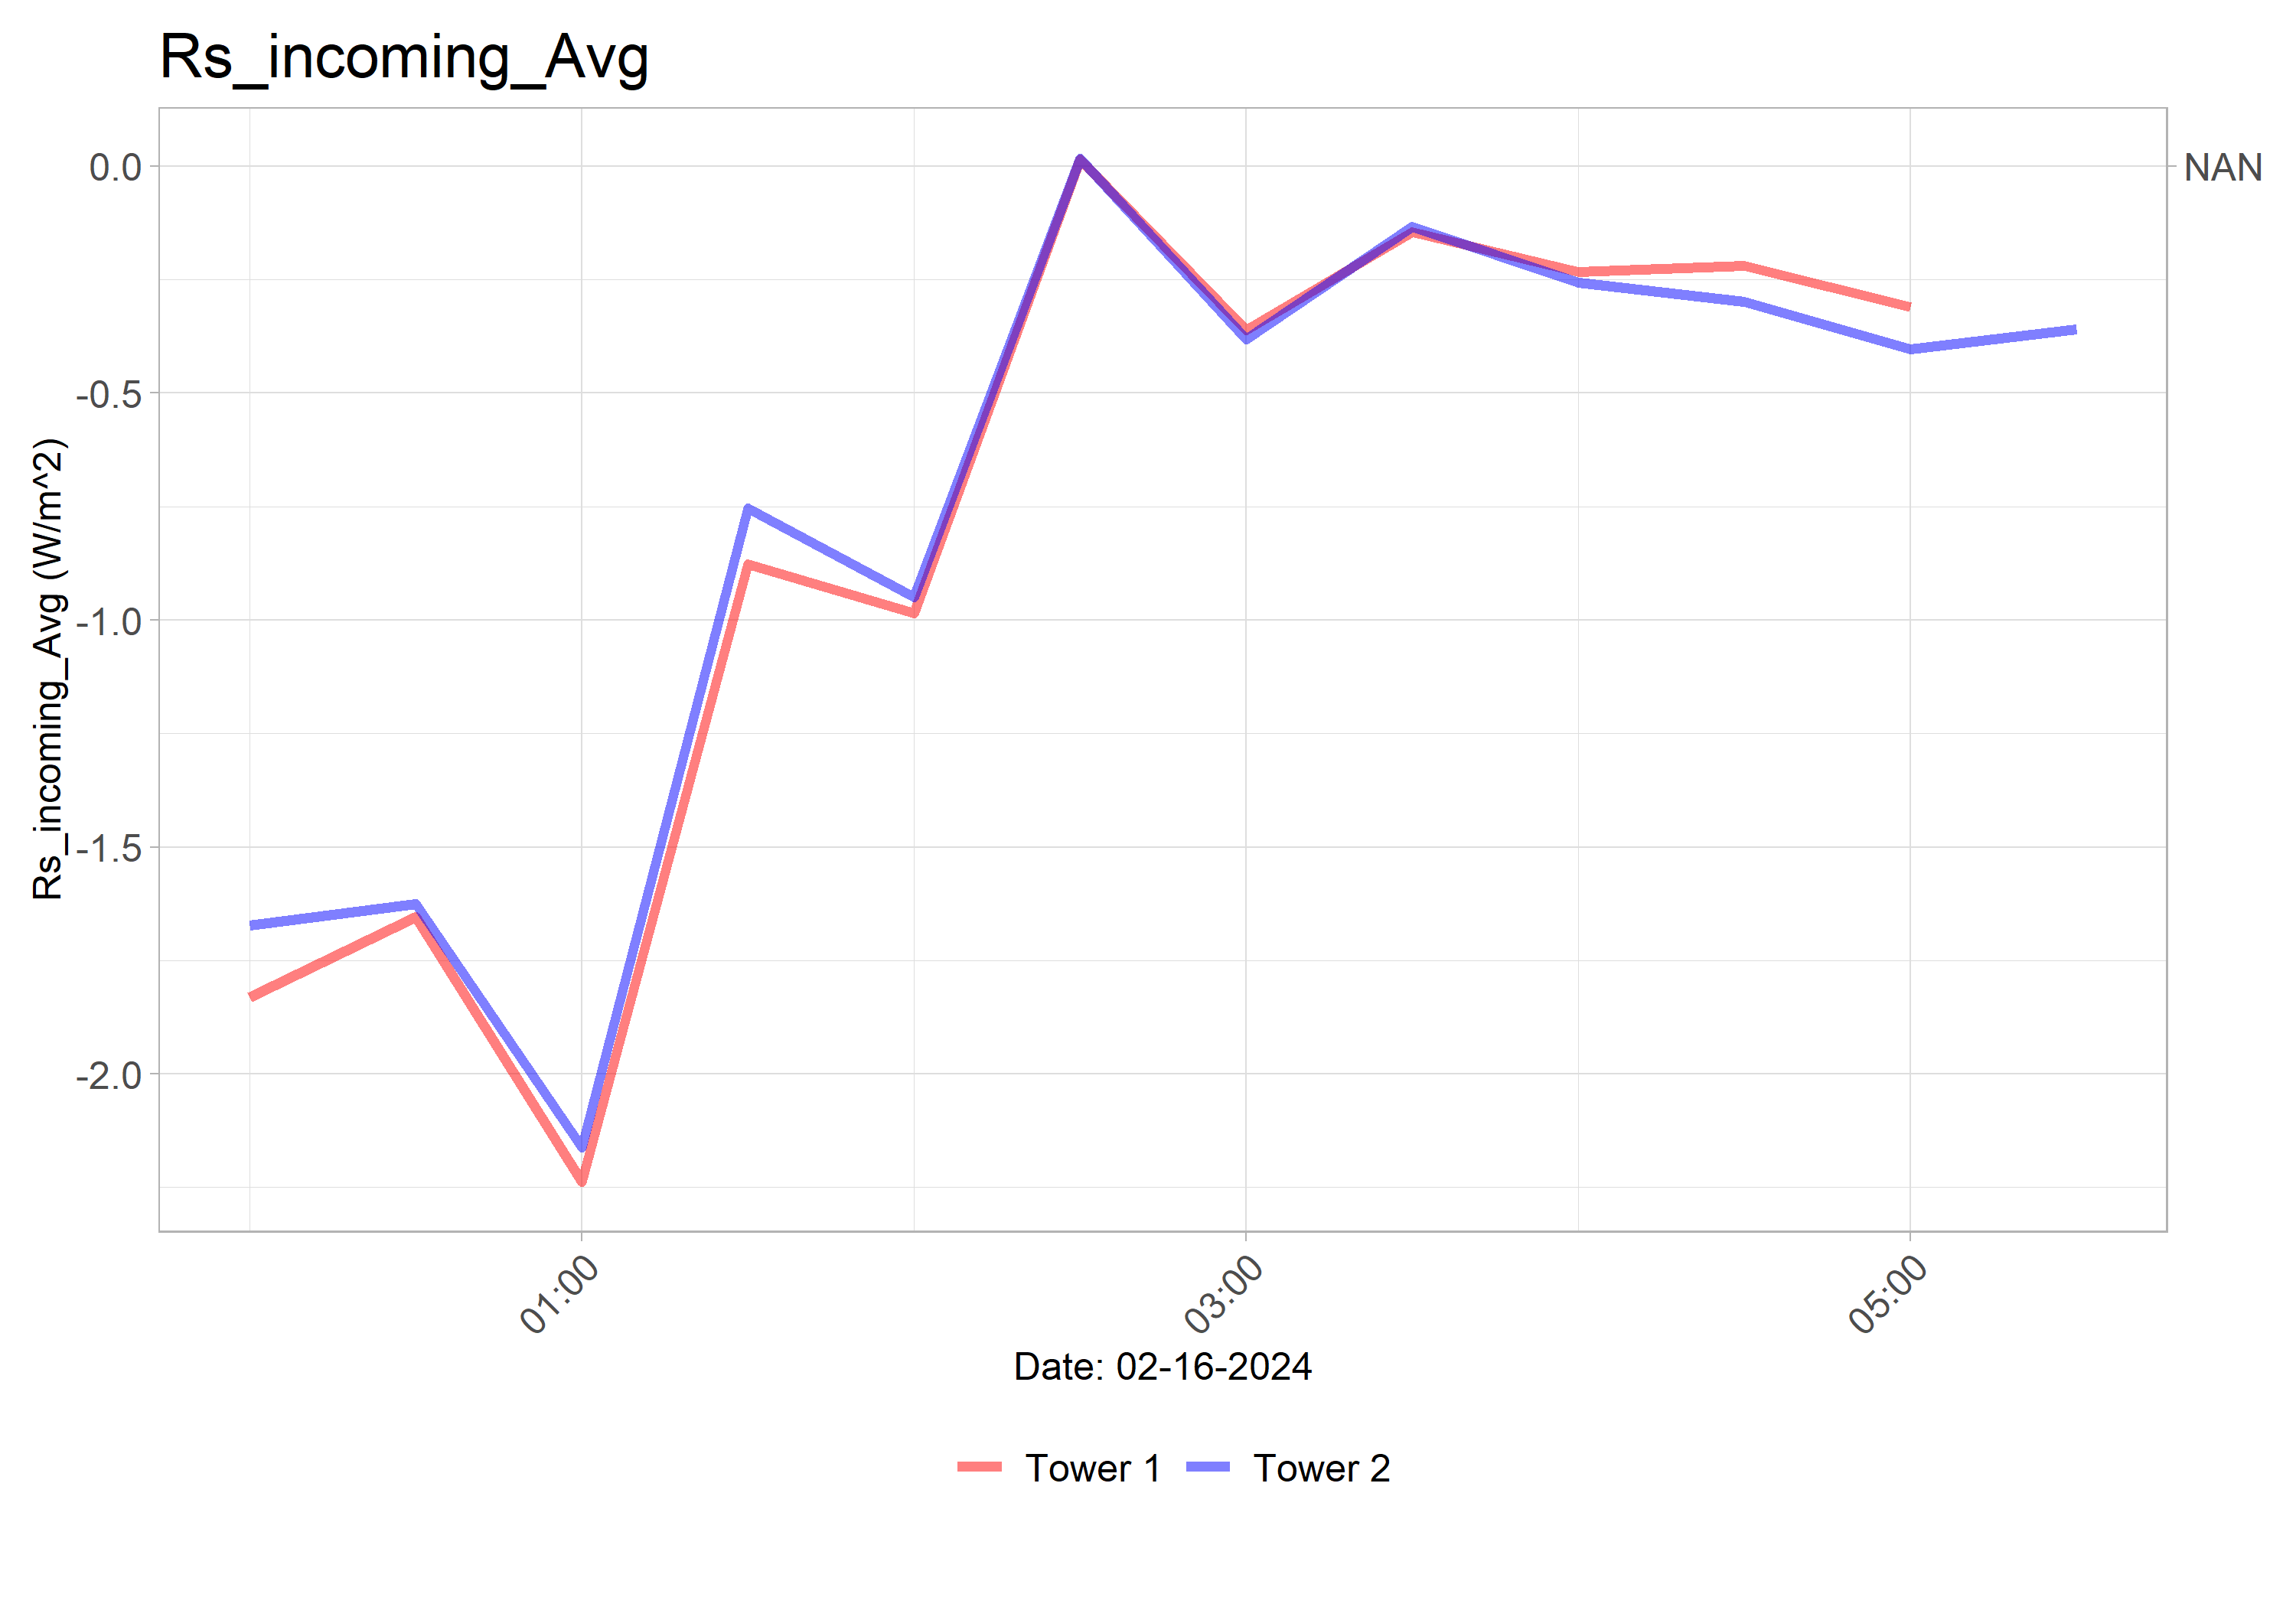 Rs_incoming_Avg
Rs_incoming_Avg (W/m^2)
0.0
-0.5
-1.0
-1.5
-2.0
NAN
01:00
03:00
05:00
Date: 02-16-2024
Tower 1
Tower 2